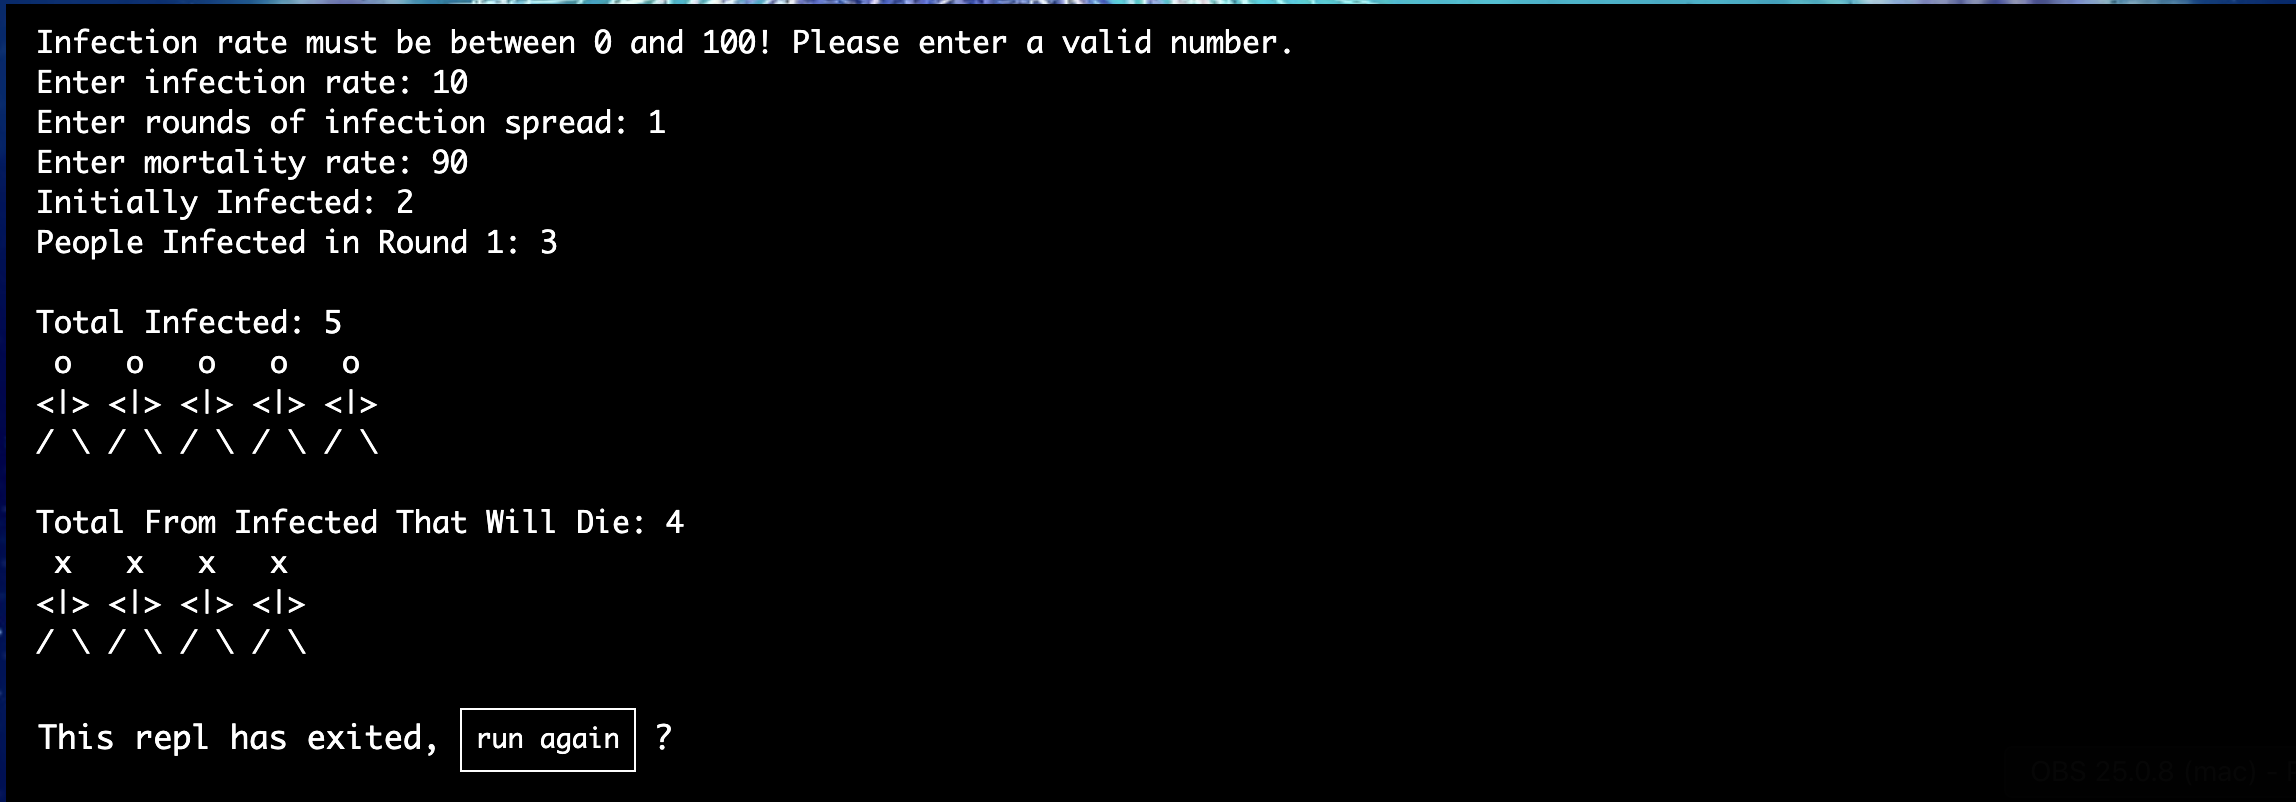 Infection rate must be between 0 and 100! Please enter a valid number.
Enter infection rate: 10
Enter rounds of infection spread: 1
Enter mortality rate: 90
Initially Infected: 2
People Infected in Round 1: 3
Total Infected: 5
 o   o   o   o   o
<|> <|> <|> <|> <|>
/ \ / \ / \ / \ / \
Total From Infected That Will Die: 4
 x   x   x   x
<|> <|> <|> <|>
/ \ / \ / \ / \
This repl has exited, run again ?
OBS 25.0.8 (mac) -